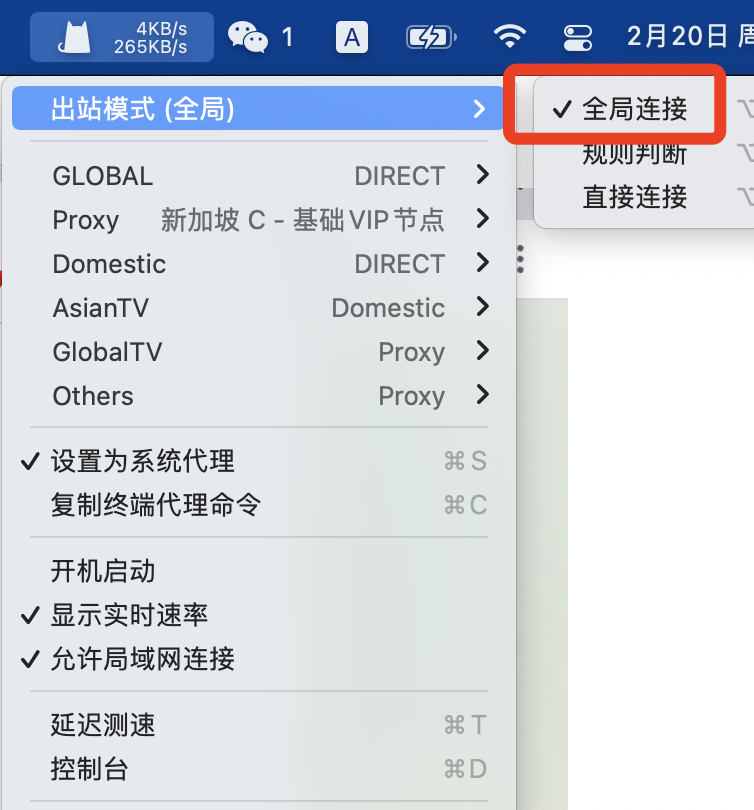 4KB/s
265KB/s
1
A
2月20日 周
出站模式 (全局)
全局连接
规则判断
直接连接
GLOBAL DIRECT
Proxy 新加坡 C - 基础VIP节点
Domestic DIRECT
AsianTV Domestic
GlobalTV Proxy
Others Proxy
设置为系统代理 ⌘ S
复制终端代理命令 ⌘ C
开机启动
显示实时速率
允许局域网连接
延迟测速 ⌘ T
控制台 ⌘ D